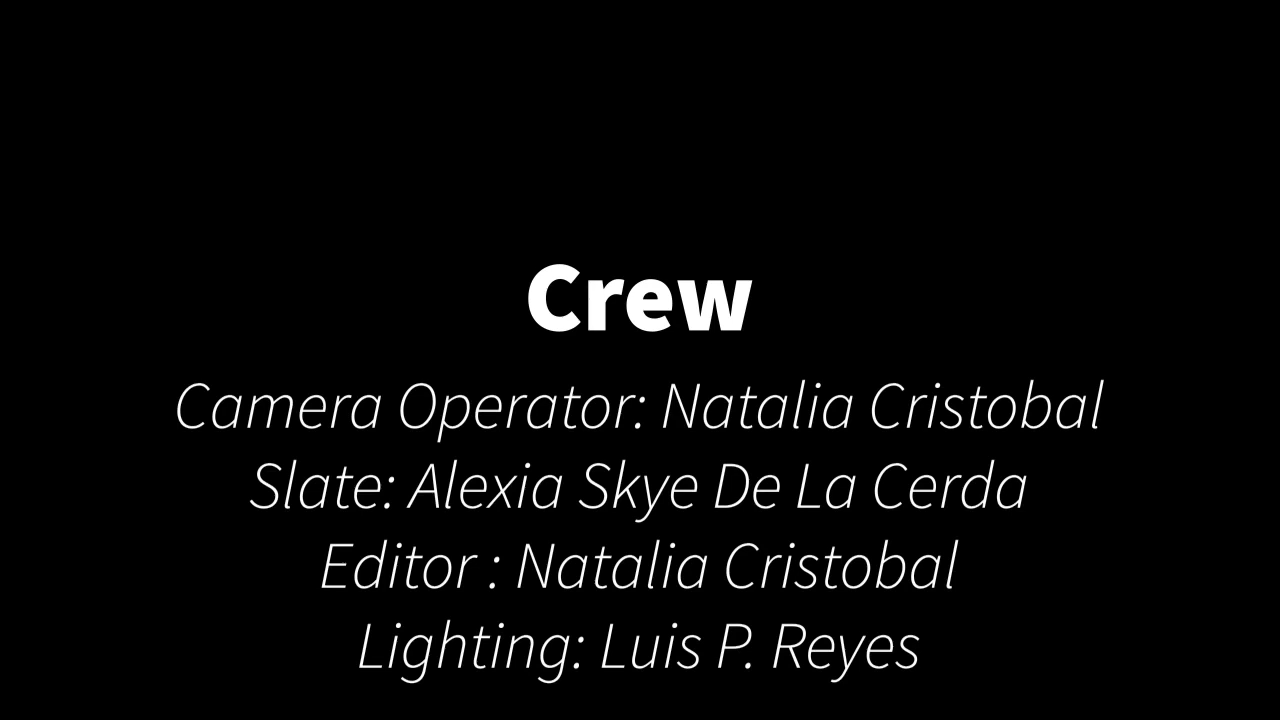 Crew
Camera Operator: Natalia Cristobal
Slate: Alexia Skye De La Cerda
Editor : Natalia Cristobal
Lighting: Luis P. Reyes